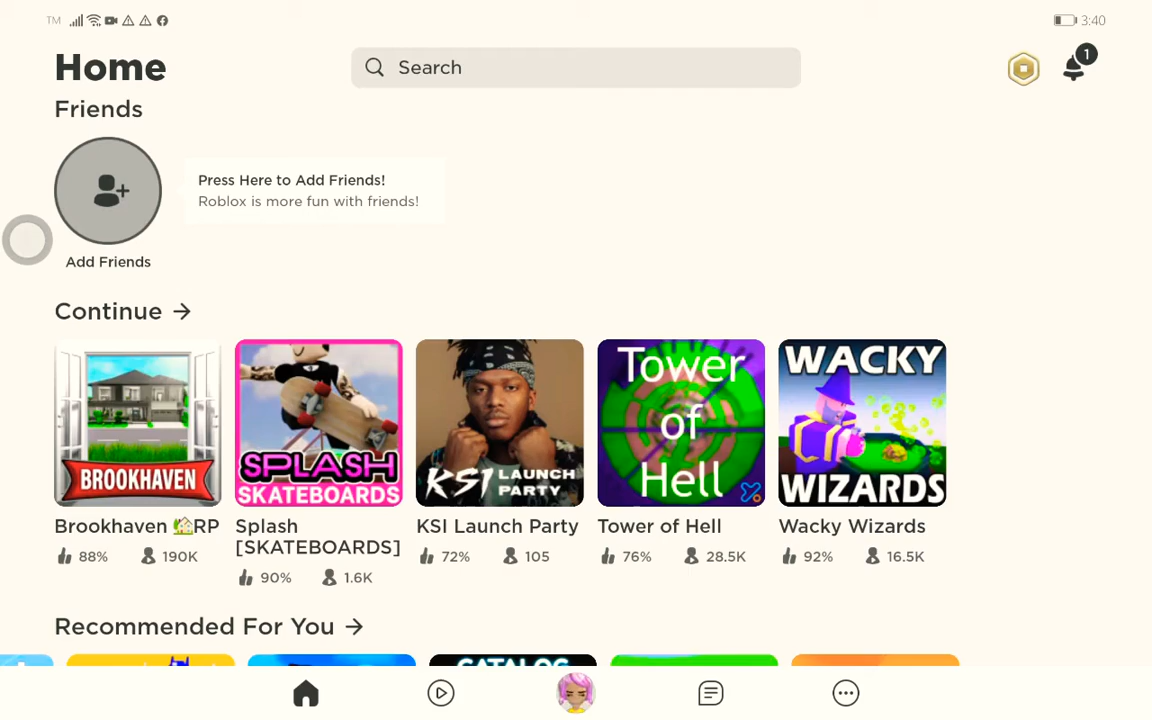 TM 3:40
Home
Search
1
Friends
Press Here to Add Friends!
Roblox is more fun with friends!
Add Friends
Continue →
BROOKHAVEN
SPLASH
SKATEBOARDS
KSI LAUNCH
PARTY
Tower
of
Hell
WACKY
WIZARDS
Brookhaven 🏡RP
Splash
[SKATEBOARDS]
KSI Launch Party
Tower of Hell
Wacky Wizards
88% 190K
90% 1.6K
72% 105
76% 28.5K
92% 16.5K
Recommended For You →
CATALOG